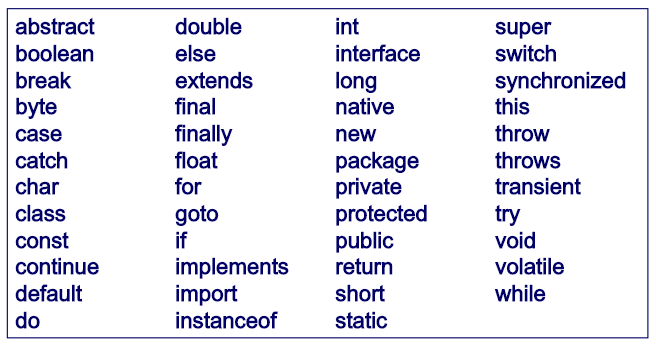 abstract double int super
boolean else interface switch
break extends long synchronized
byte final native this
case finally new throw
catch float package throws
char for private transient
class goto protected try
const if public void
continue implements return volatile
default import short while
do instanceof static